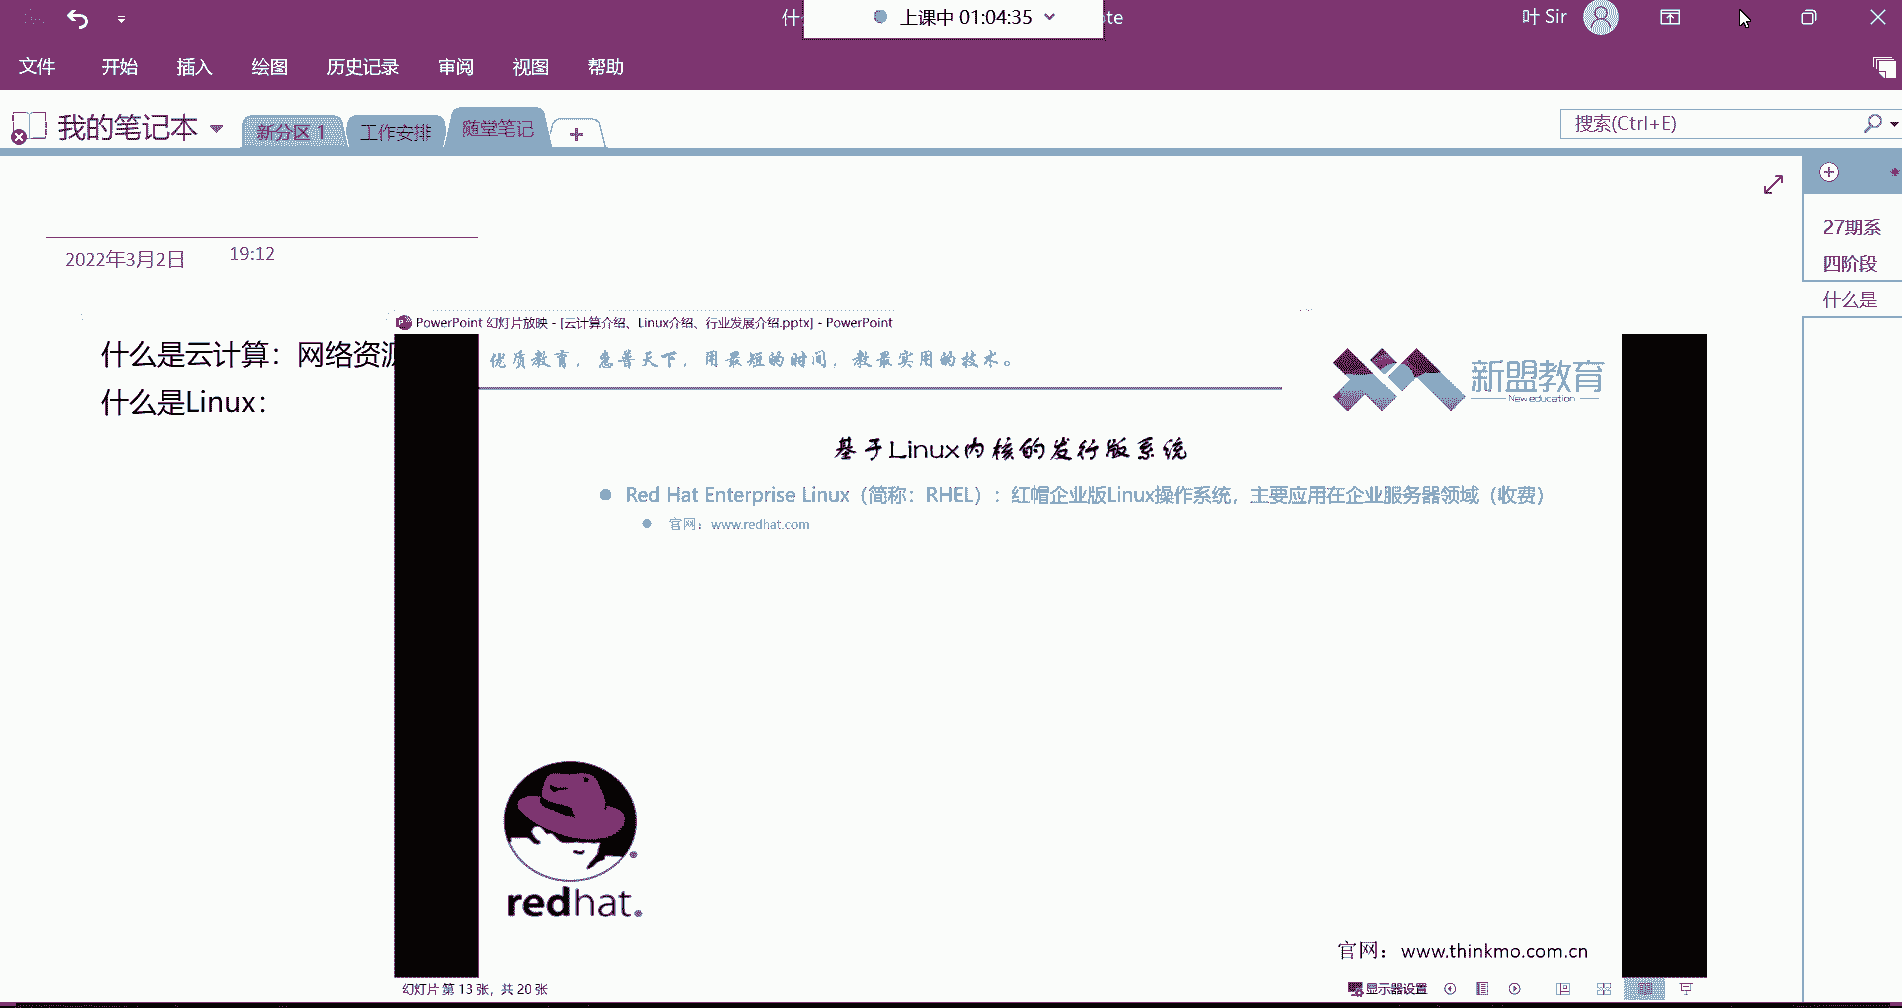 什
上课中 01:04:35
te
叶 Sir
文件
开始
插入
绘图
历史记录
审阅
视图
帮助
我的笔记本
新分区 1
工作安排
随堂笔记
搜索(Ctrl+E)
27期系
四阶段
什么是
2022年3月2日
19:12
什么是云计算：网络资源
什么是Linux：
PowerPoint 幻灯片放映 - [云计算介绍、Linux介绍、行业发展介绍.pptx] - PowerPoint
优质教育，惠普天下，用最短的时间，教最实用的技术。
新盟教育
New education
基于Linux内核的发行版系统
Red Hat Enterprise Linux（简称：RHEL）：红帽企业版Linux操作系统，主要应用在企业服务器领域（收费）
官网：www.redhat.com
redhat.
官网：www.thinkmo.com.cn
幻灯片 第 13 张，共 20 张
显示器设置